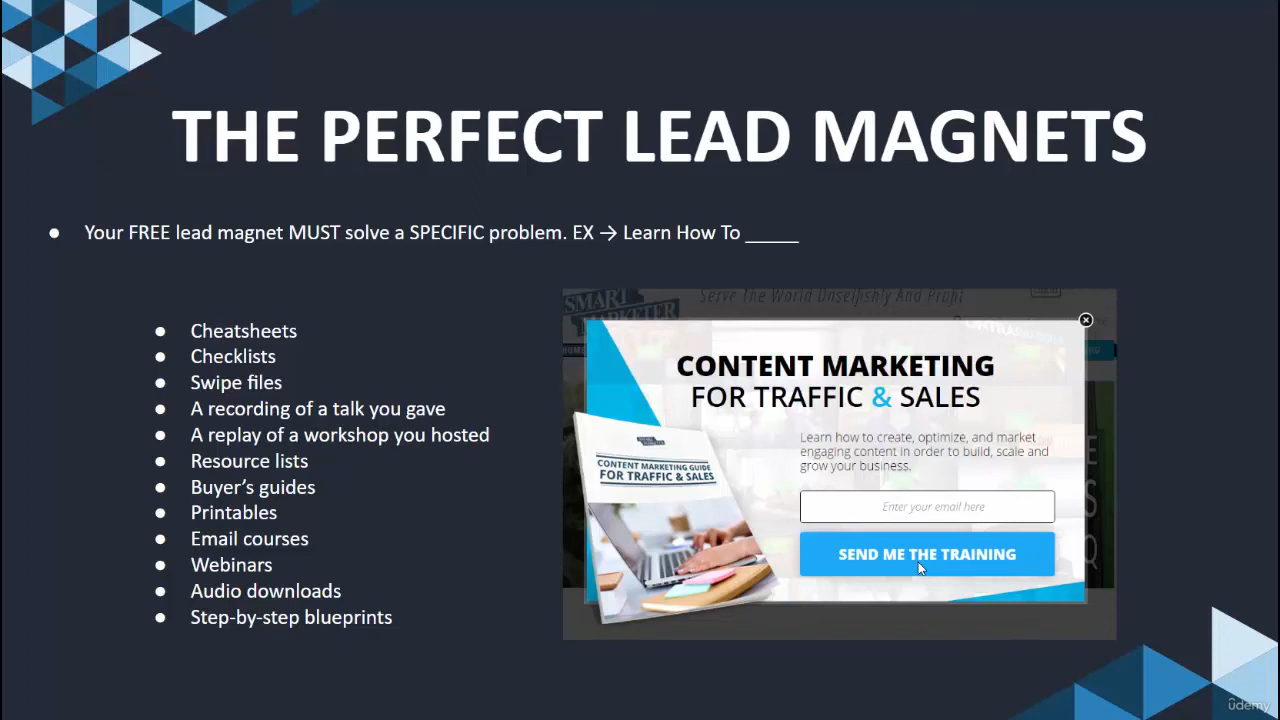 THE PERFECT LEAD MAGNETS
● Your FREE lead magnet MUST solve a SPECIFIC problem. EX → Learn How To _____
● Cheatsheets
● Checklists
● Swipe files
● A recording of a talk you gave
● A replay of a workshop you hosted
● Resource lists
● Buyer's guides
● Printables
● Email courses
● Webinars
● Audio downloads
● Step-by-step blueprints
SMART
MARKETER
Serve The World Unselfishly And Profit
CONTENT MARKETING
FOR TRAFFIC & SALES
Learn how to create, optimize, and market
engaging content in order to build, scale and
grow your business.
Enter your email here
SEND ME THE TRAINING
CONTENT MARKETING GUIDE
FOR TRAFFIC & SALES
udemy